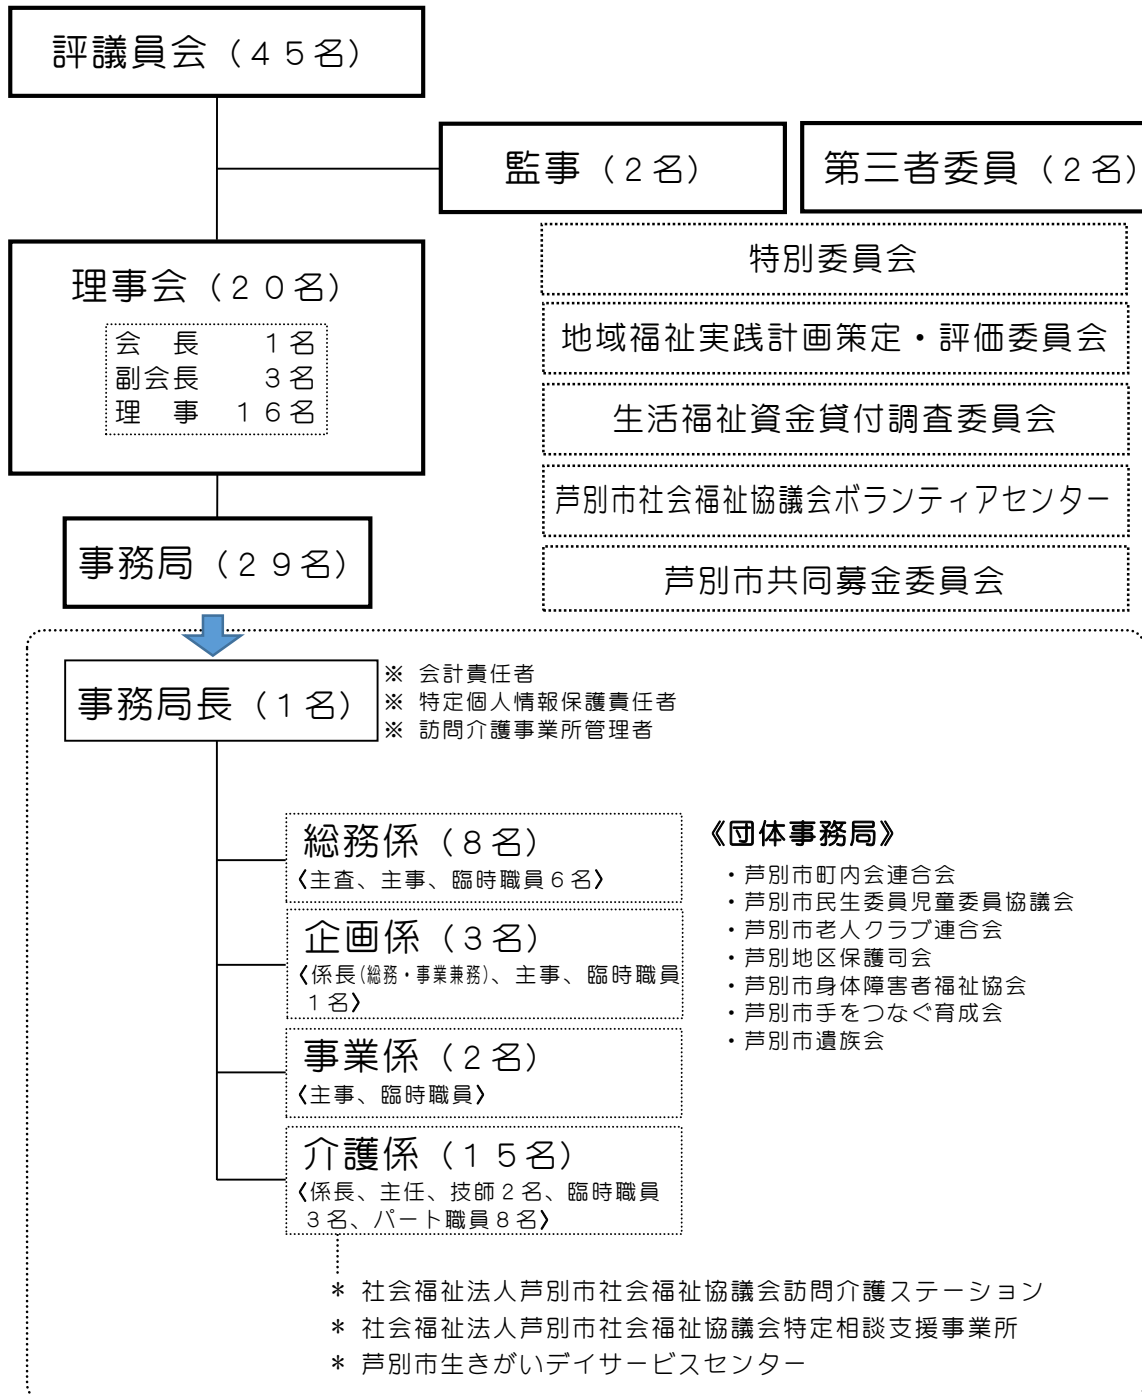 評議員会（４５名）
監事（２名）
第三者委員（２名）
理事会（２０名）
会　長　　１名
副会長　　３名
理　事　１６名
特別委員会
地域福祉実践計画策定・評価委員会
生活福祉資金貸付調査委員会
芦別市社会福祉協議会ボランティアセンター
芦別市共同募金委員会
事務局（２９名）
事務局長（１名）
※ 会計責任者
※ 特定個人情報保護責任者
※ 訪問介護事業所管理者
総務係（８名）
〈主査、主事、臨時職員６名〉
企画係（３名）
〈係長(総務・事業兼務)、主事、臨時職員
１名〉
事業係（２名）
〈主事、臨時職員〉
介護係（１５名）
〈係長、主任、技師２名、臨時職員
３名、パート職員８名〉
《団体事務局》
・芦別市町内会連合会
・芦別市民生委員児童委員協議会
・芦別市老人クラブ連合会
・芦別地区保護司会
・芦別市身体障害者福祉協会
・芦別市手をつなぐ育成会
・芦別市遺族会
＊ 社会福祉法人芦別市社会福祉協議会訪問介護ステーション
＊ 社会福祉法人芦別市社会福祉協議会特定相談支援事業所
＊ 芦別市生きがいデイサービスセンター